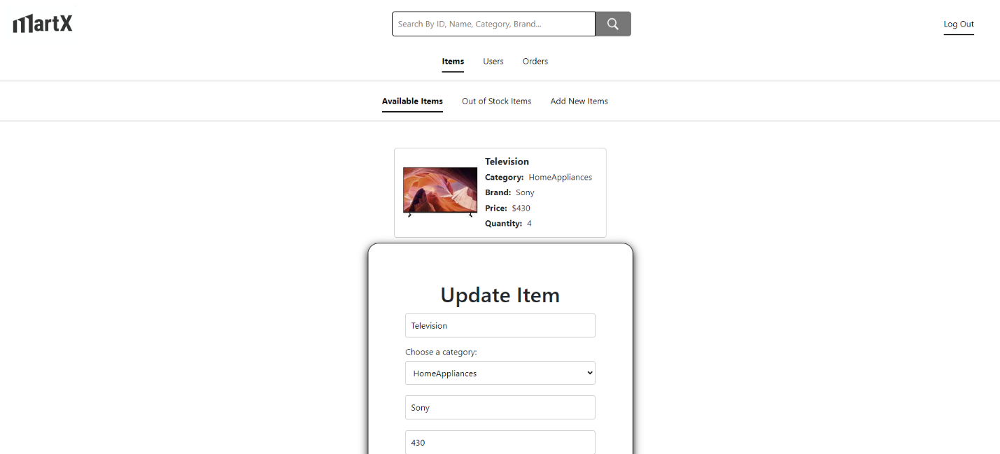 MartX
Search By ID, Name, Category, Brand...
Log Out
Items Users Orders
Available Items Out of Stock Items Add New Items
Television
Category: HomeAppliances
Brand: Sony
Price: $430
Quantity: 4
Update Item
Television
Choose a category:
HomeAppliances
Sony
430